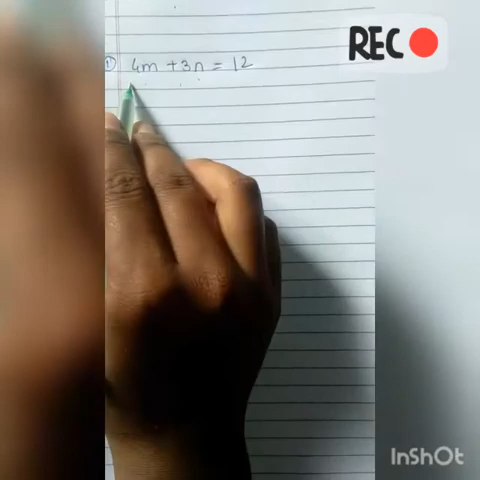 REC
① 4m + 3n = 12
InShOt